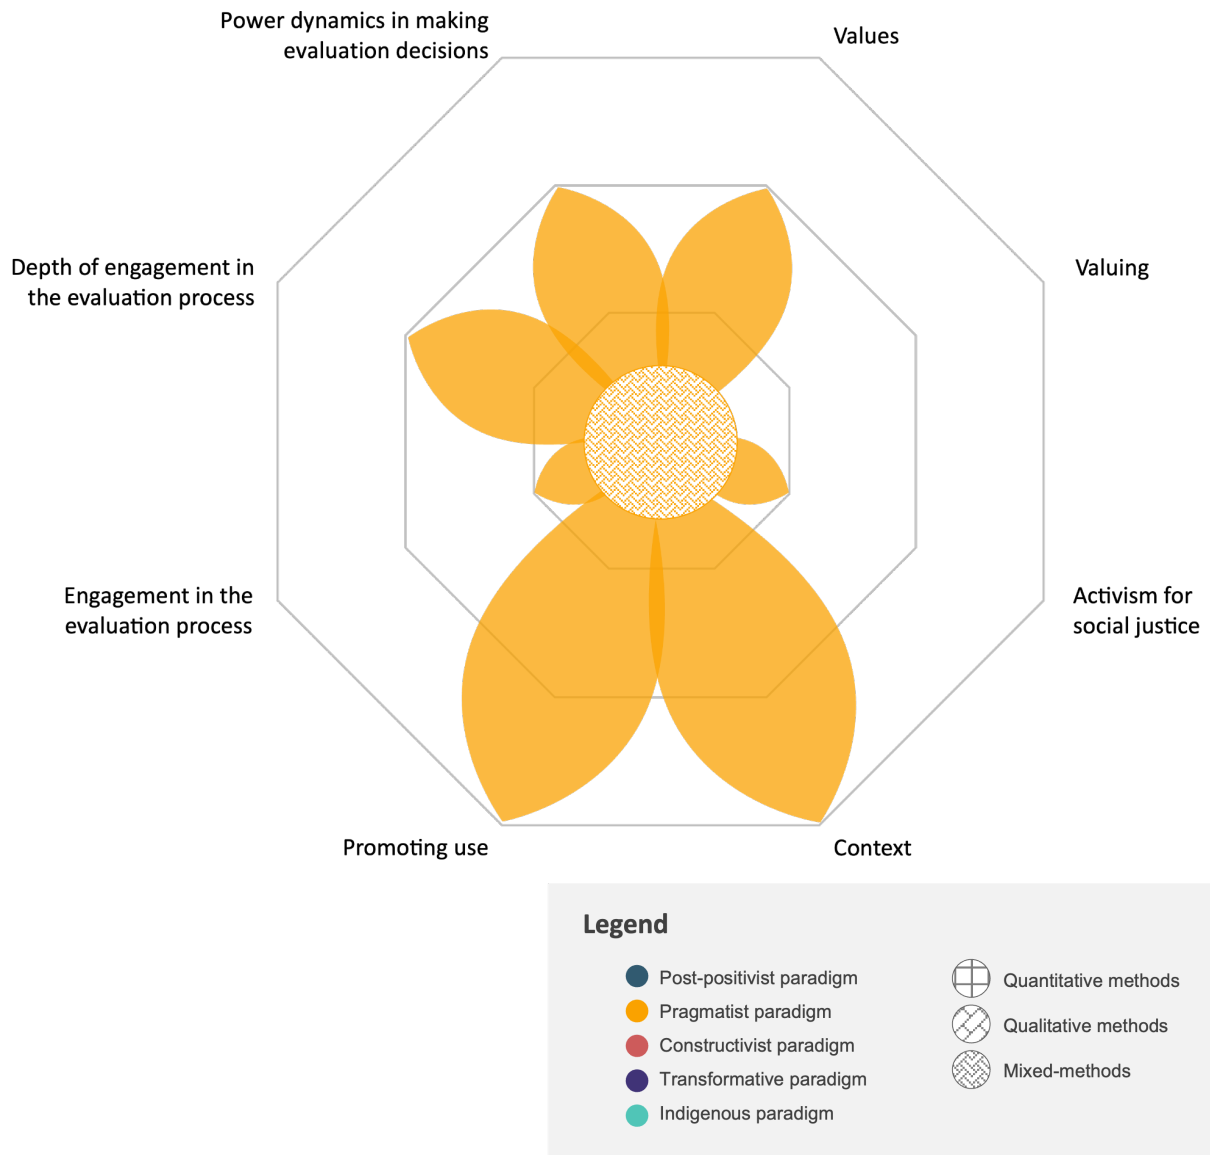 Power dynamics in making
evaluation decisions
Values
Depth of engagement in
the evaluation process
Valuing
Engagement in the
evaluation process
Activism for
social justice
Promoting use
Context
Legend
Post-positivist paradigm
Pragmatist paradigm
Constructivist paradigm
Transformative paradigm
Indigenous paradigm
Quantitative methods
Qualitative methods
Mixed-methods